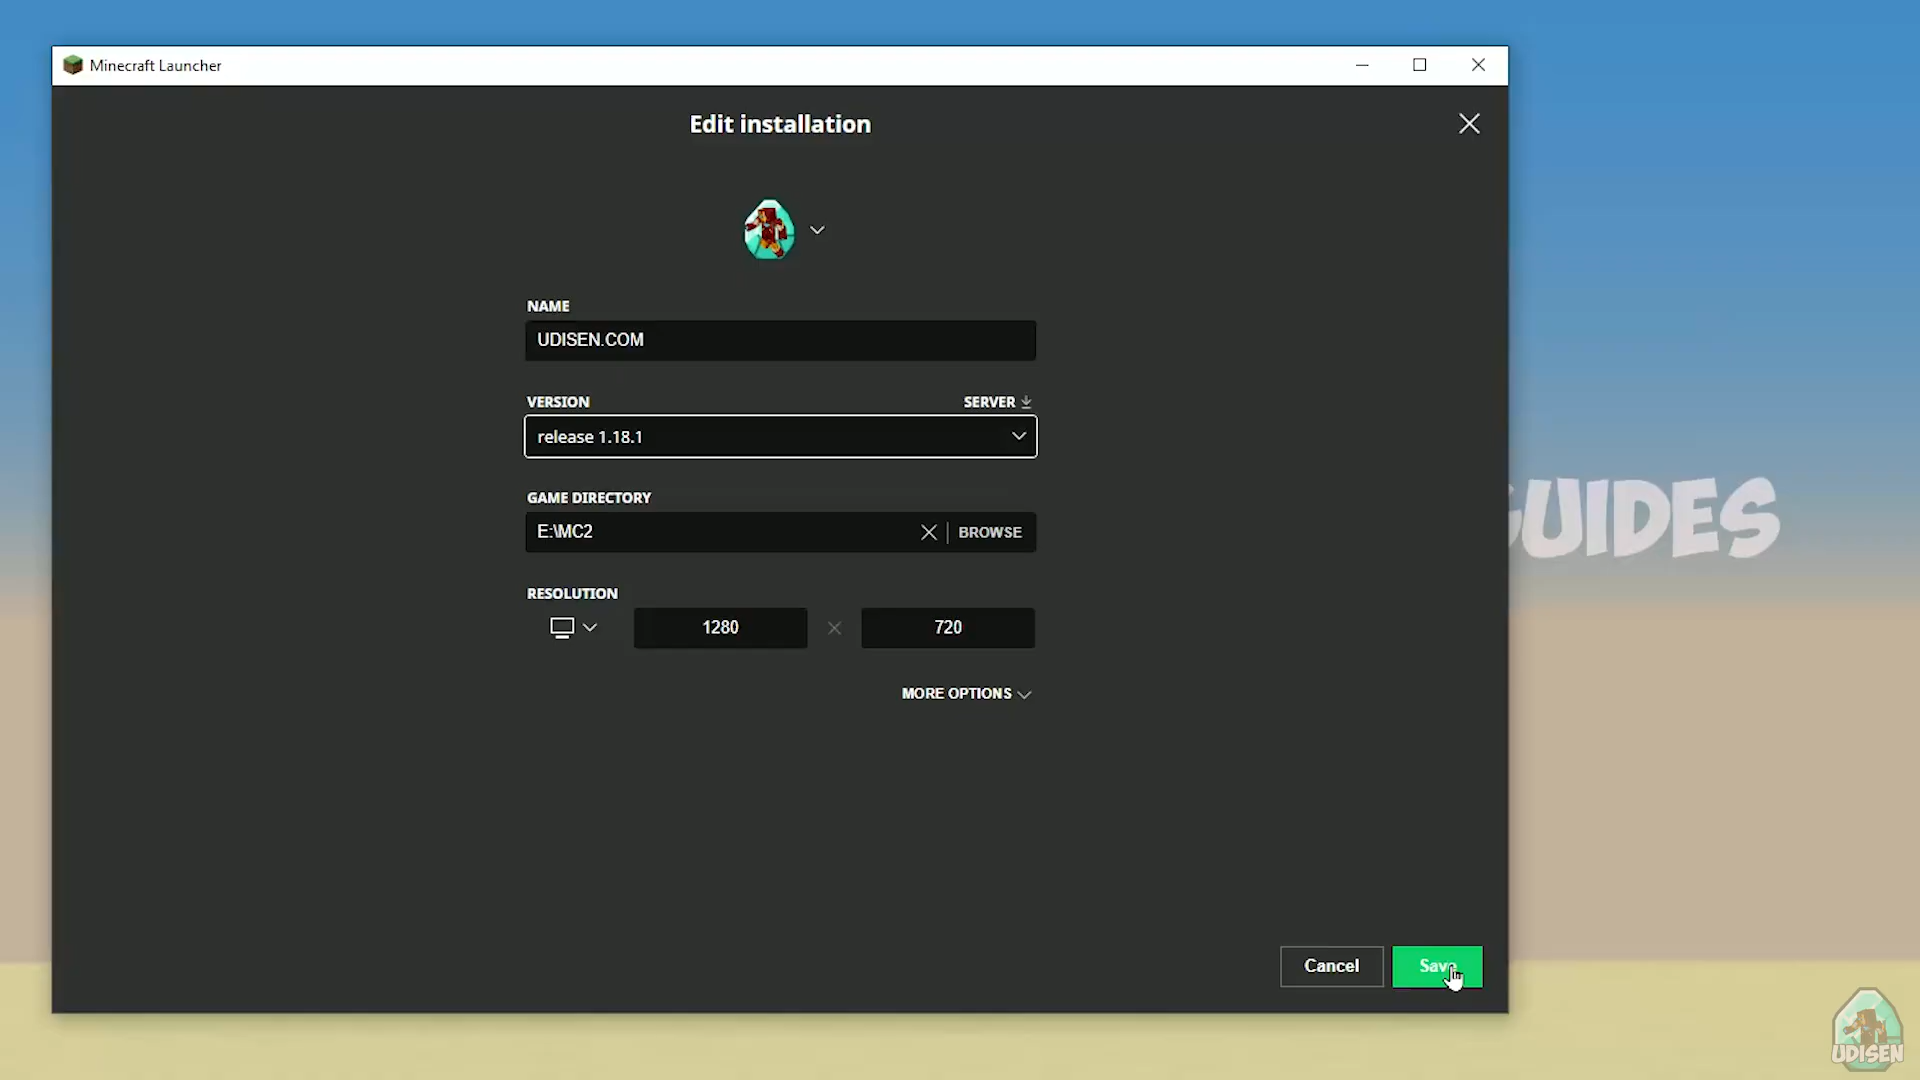 Minecraft Launcher
Edit installation
NAME
UDISEN.COM
VERSION
SERVER
release 1.18.1
GAME DIRECTORY
E:\MC2
BROWSE
RESOLUTION
1280
720
MORE OPTIONS
Cancel
Save
GUIDES
UDISEN